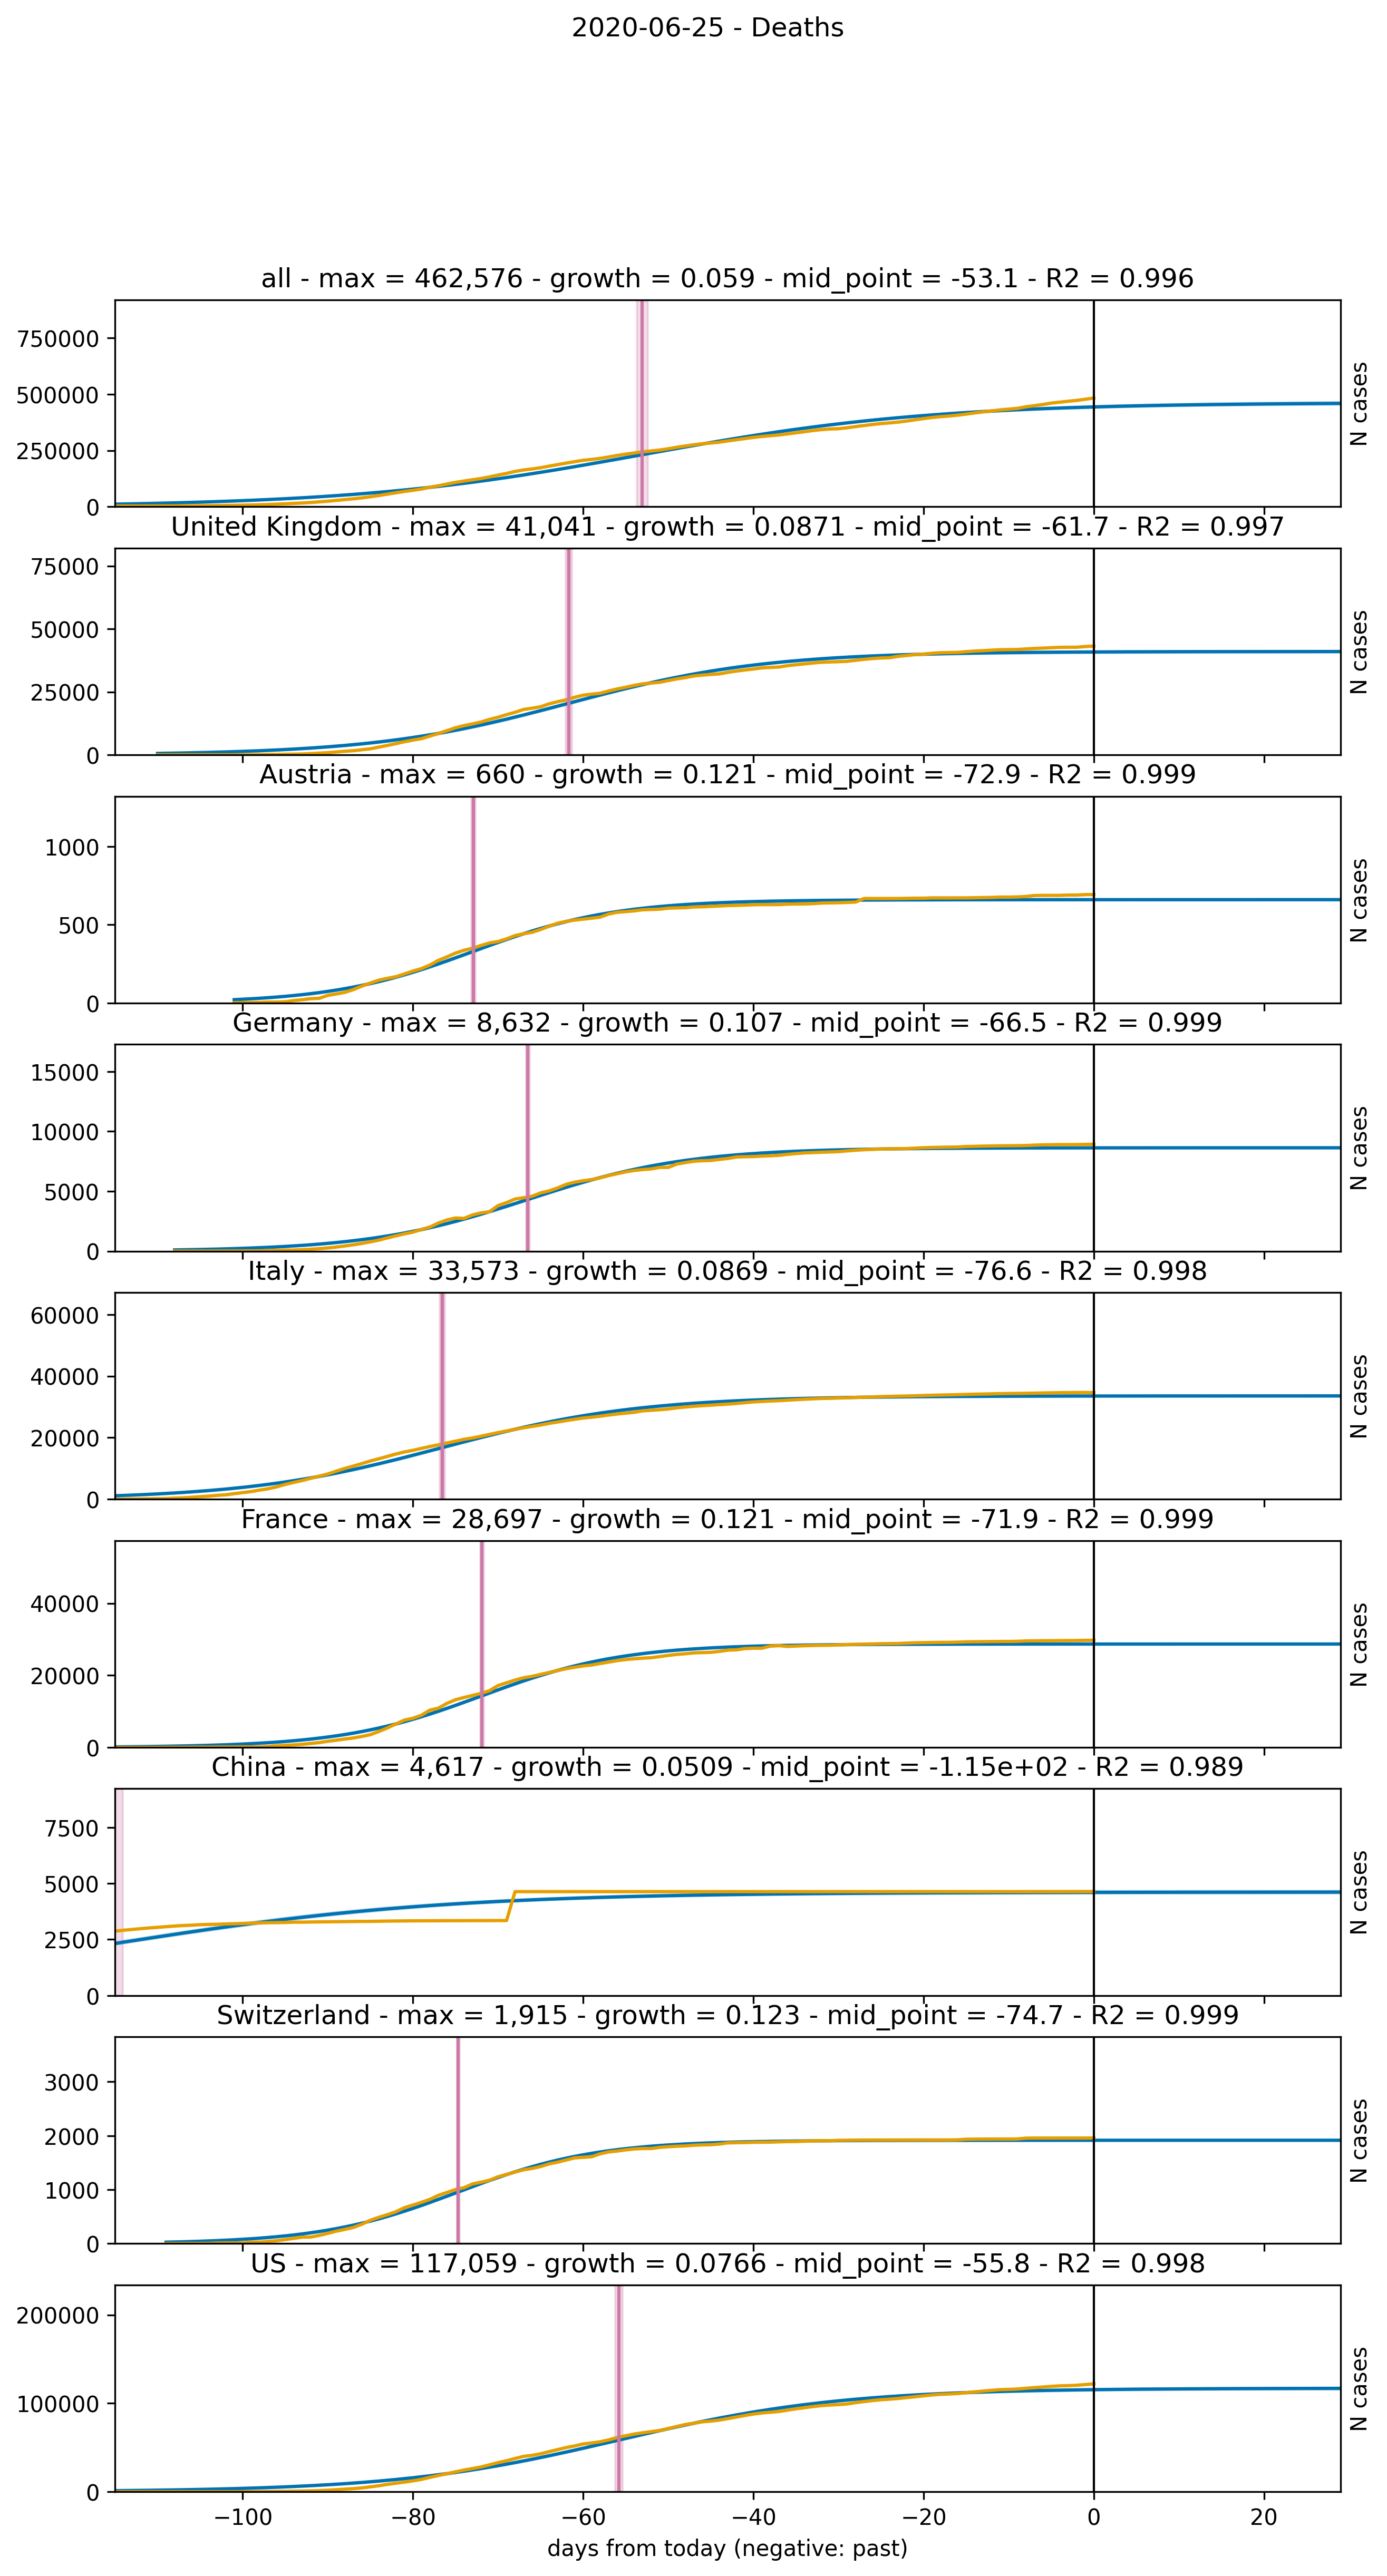 2020-06-25 - Deaths
all - max = 462,576 - growth = 0.059 - mid_point = -53.1 - R2 = 0.996
750000
500000
250000
0
N cases
United Kingdom - max = 41,041 - growth = 0.0871 - mid_point = -61.7 - R2 = 0.997
75000
50000
25000
0
N cases
Austria - max = 660 - growth = 0.121 - mid_point = -72.9 - R2 = 0.999
1000
500
0
N cases
Germany - max = 8,632 - growth = 0.107 - mid_point = -66.5 - R2 = 0.999
15000
10000
5000
0
N cases
Italy - max = 33,573 - growth = 0.0869 - mid_point = -76.6 - R2 = 0.998
60000
40000
20000
0
N cases
France - max = 28,697 - growth = 0.121 - mid_point = -71.9 - R2 = 0.999
40000
20000
0
N cases
China - max = 4,617 - growth = 0.0509 - mid_point = -1.15e+02 - R2 = 0.989
7500
5000
2500
0
N cases
Switzerland - max = 1,915 - growth = 0.123 - mid_point = -74.7 - R2 = 0.999
3000
2000
1000
0
N cases
US - max = 117,059 - growth = 0.0766 - mid_point = -55.8 - R2 = 0.998
200000
100000
0
N cases
−100 −80 −60 −40 −20 0 20
days from today (negative: past)